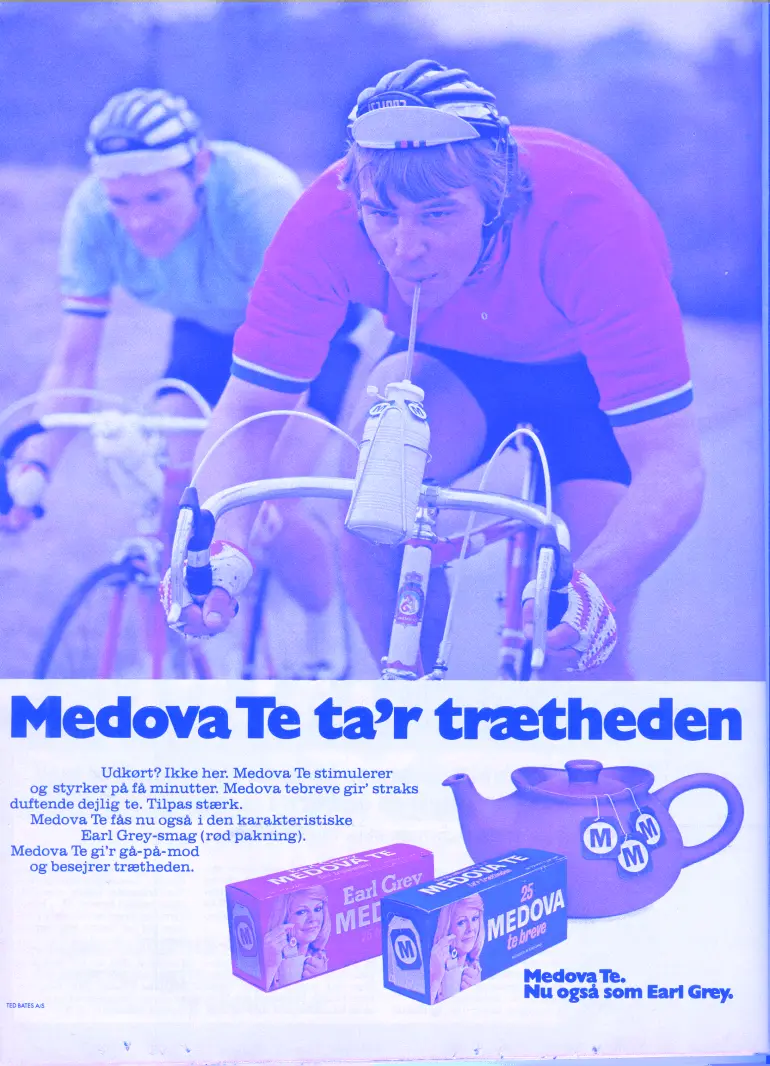 Medova Te ta'r trætheden
Udkørt? Ikke her. Medova Te stimulerer
og styrker på få minutter. Medova tebreve gir' straks
duftende dejlig te. Tilpas stærk.
Medova Te fås nu også i den karakteristiske
Earl Grey-smag (rød pakning).
Medova Te gi'r gå-på-mod
og besejrer trætheden.
M
M
M
MEDOVA TE
Earl Grey
MED
M
MEDOVA TE
ta'r trætheden
25
MEDOVA
te breve
M
Medova Te.
Nu også som Earl Grey.
TED BATES A/S